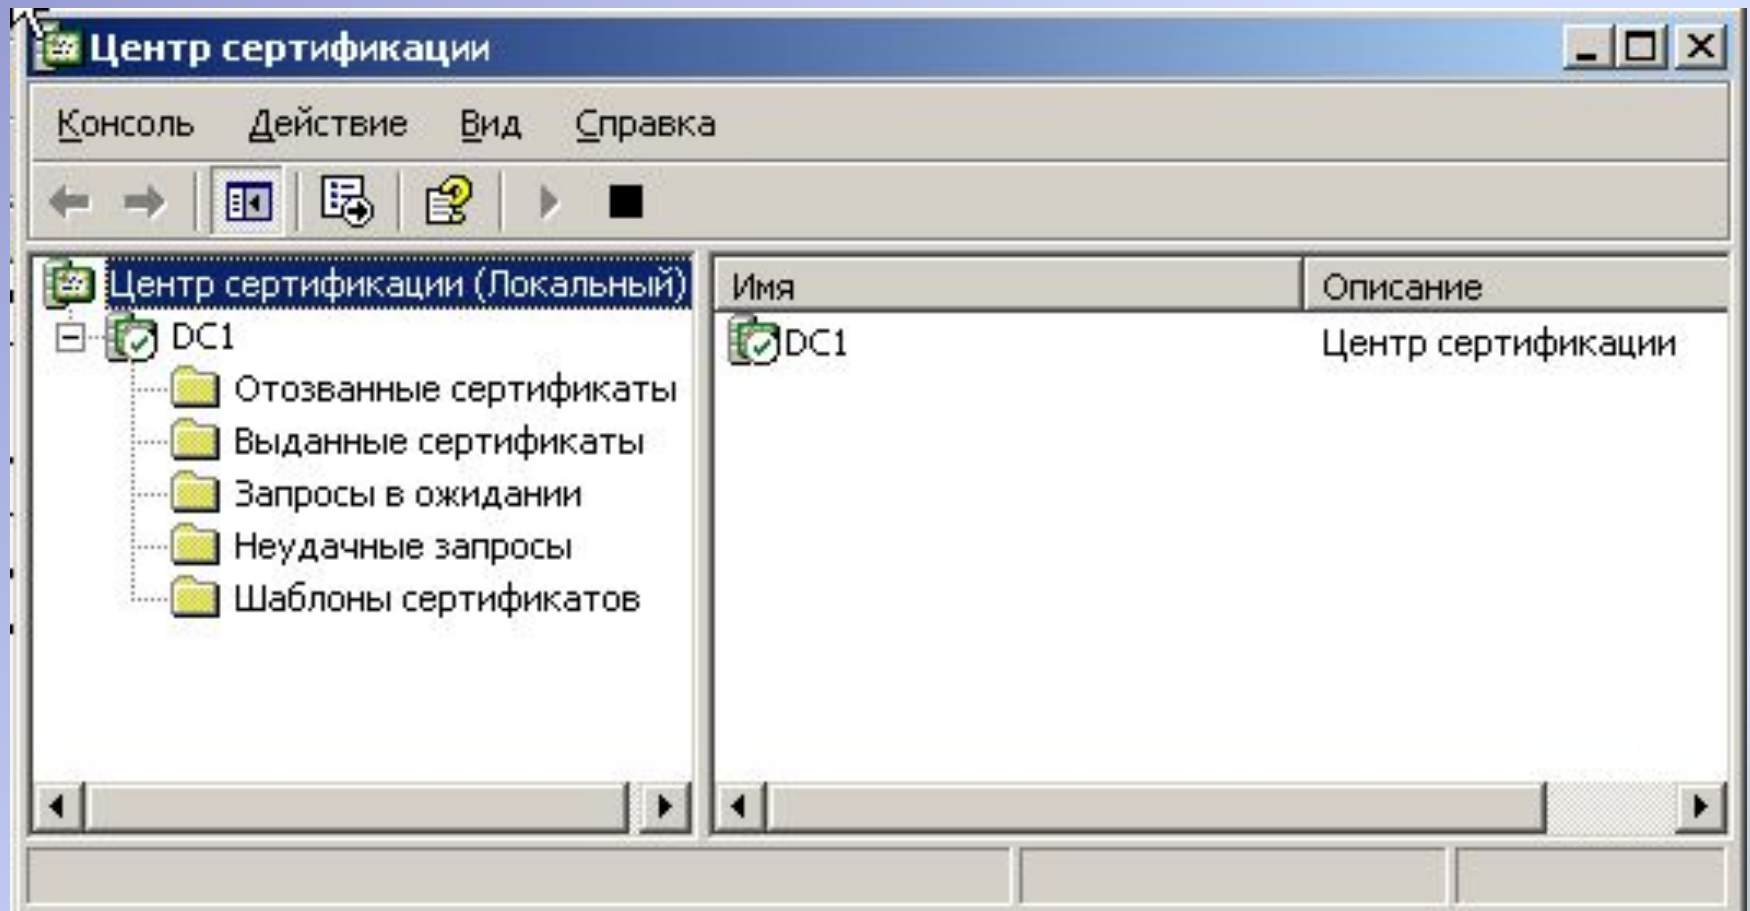 Центр сертификации
Консоль Действие Вид Справка
Центр сертификации (Локальный)
DC1
Отозванные сертификаты
Выданные сертификаты
Запросы в ожидании
Неудачные запросы
Шаблоны сертификатов
Имя Описание
DC1 Центр сертификации